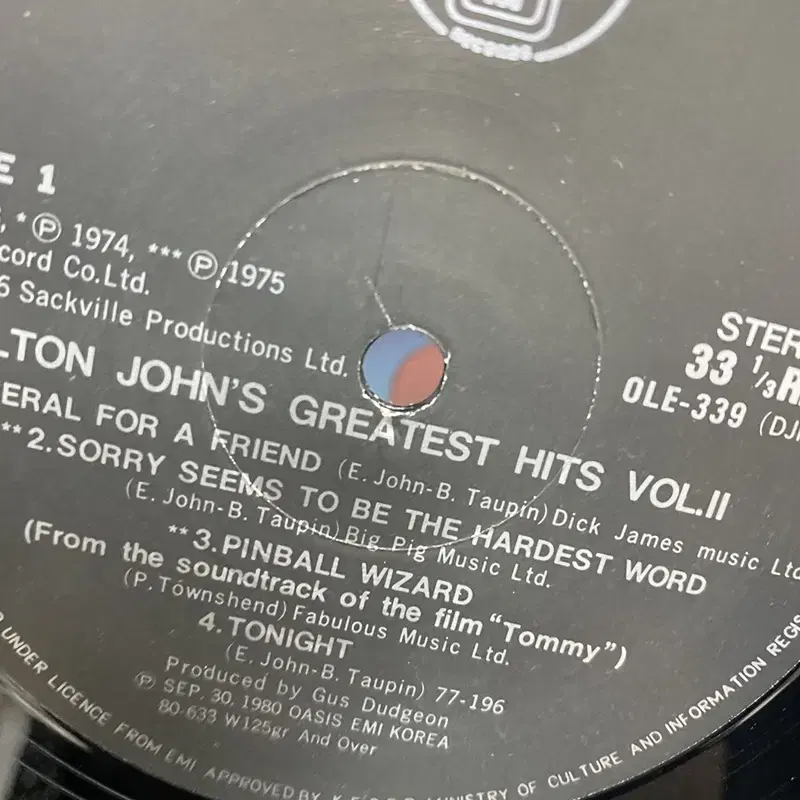 records
E 1
* Ⓟ 1974, *** Ⓟ 1975
cord Co.Ltd.
6 Sackville Productions Ltd.
STER
33 1/3 R
OLE-339 (DJ
LTON JOHN'S GREATEST HITS VOL.II
ERAL FOR A FRIEND (E. John-B. Taupin) Dick James music Ltd
**2.SORRY SEEMS TO BE THE HARDEST WORD
(E. John-B. Taupin) Big Pig Music Ltd.
**3.PINBALL WIZARD
(From the soundtrack of the film "Tommy")
(P. Townshend) Fabulous Music Ltd.
4.TONIGHT
(E. John-B. Taupin) 77-196
Produced by Gus Dudgeon
Ⓟ SEP. 30. 1980 OASIS EMI KOREA
80-633 W125gr And Over
UNDER LICENCE FROM EMI APPROVED BY MINISTRY OF CULTURE AND INFORMATION REGIS